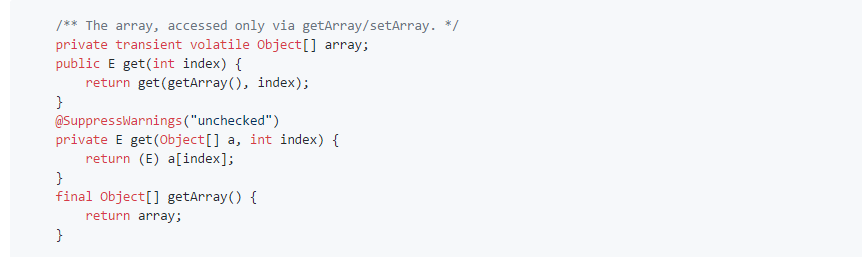 /** The array, accessed only via getArray/setArray. */
private transient volatile Object[] array;
public E get(int index) {
    return get(getArray(), index);
}
@SuppressWarnings("unchecked")
private E get(Object[] a, int index) {
    return (E) a[index];
}
final Object[] getArray() {
    return array;
}